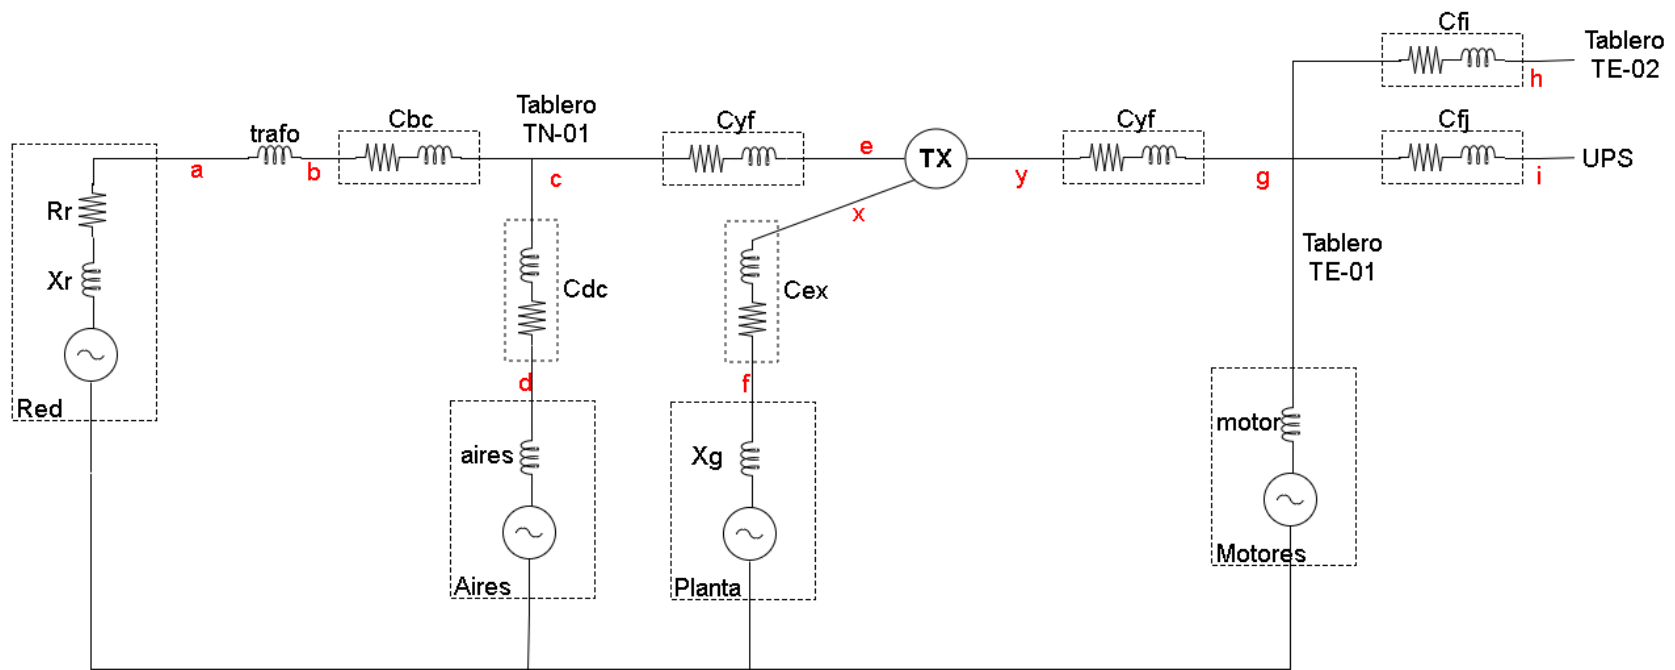 Cfi
Tablero
TE-02
h
Tablero
TN-01
trafo
Cbc
Cyf
e
TX
Cyf
Cfj
UPS
a
b
c
y
g
i
x
Rr
Xr
Cdc
Cex
Tablero
TE-01
d
f
Red
aires
Xg
motor
Aires
Planta
Motores